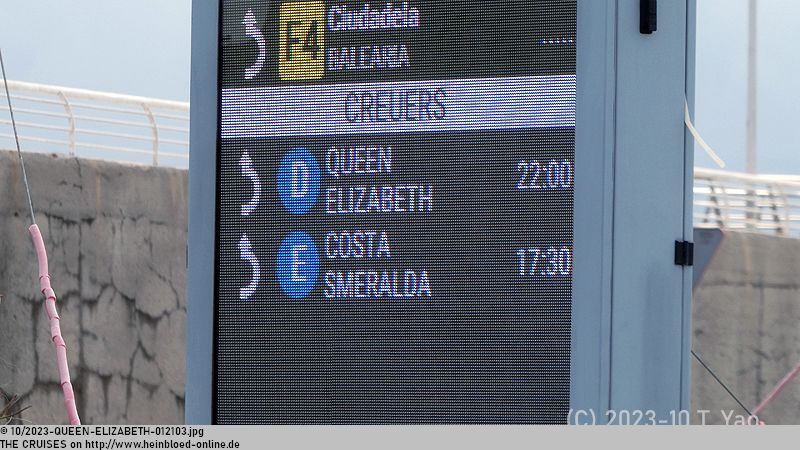 F4 Ciudadela
BALEARIA
CREUERS
D QUEEN ELIZABETH 22:00
E COSTA SMERALDA 17:30
(C) 2023-10 T. Yao
© 10/2023-QUEEN-ELIZABETH-012103.jpg
THE CRUISES on http://www.heinbloed-online.de